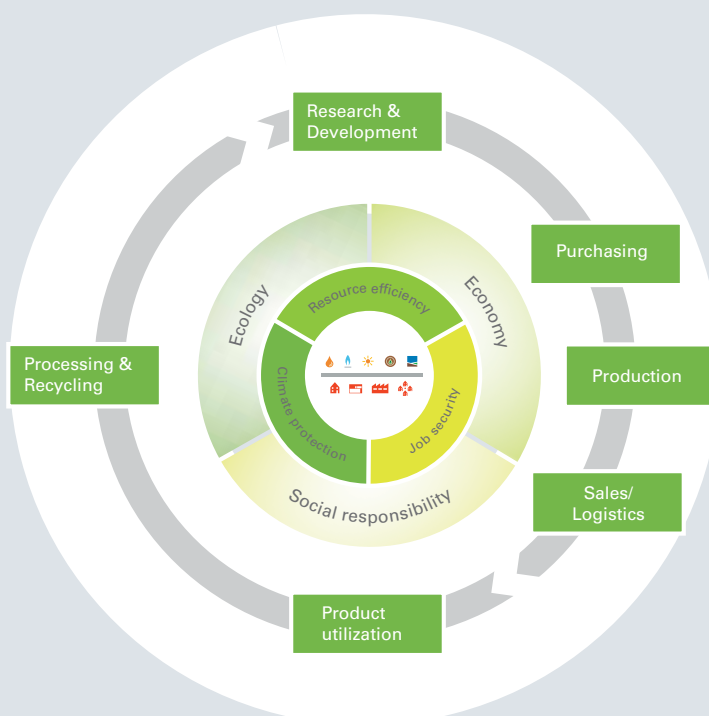 Research &
Development
Purchasing
Production
Sales/
Logistics
Product
utilization
Processing &
Recycling
Ecology
Economy
Social responsibility
Resource efficiency
Climate protection
Job security